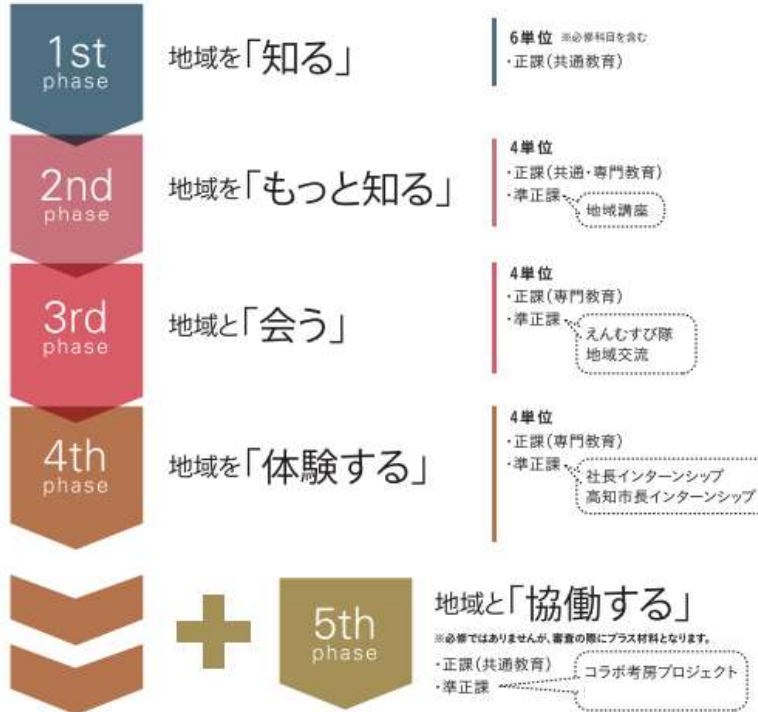 1st
phase
地域を「知る」
6単位 ※必修科目を含む
・正課(共通教育)
2nd
phase
地域を「もっと知る」
4単位
・正課(共通・専門教育)
・準正課
地域講座
3rd
phase
地域と「会う」
4単位
・正課(専門教育)
・準正課
えんむすび隊
地域交流
4th
phase
地域を「体験する」
4単位
・正課(専門教育)
・準正課
社長インターンシップ
高知市長インターンシップ
5th
phase
地域と「協働する」
※必修ではありませんが、審査の際にプラス材料となります。
・正課(共通教育)
・準正課
コラボ考房プロジェクト